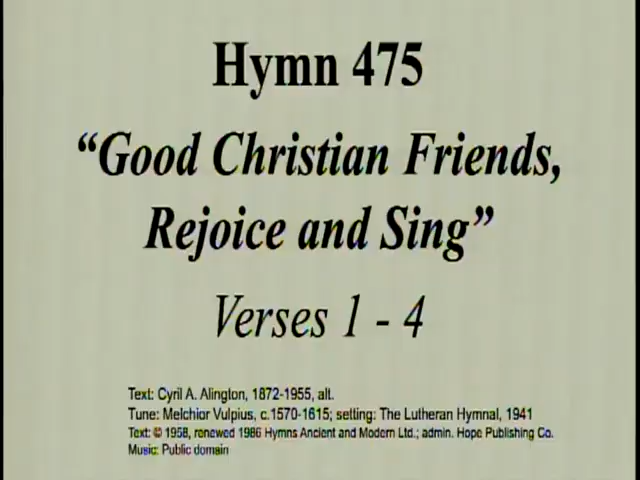 Hymn 475
“Good Christian Friends,
Rejoice and Sing”
Verses 1 - 4
Text: Cyril A. Alington, 1872-1955, alt.
Tune: Melchior Vulpius, c.1570-1615; setting: The Lutheran Hymnal, 1941
Text: © 1958, renewed 1986 Hymns Ancient and Modern Ltd.; admin. Hope Publishing Co.
Music: Public domain